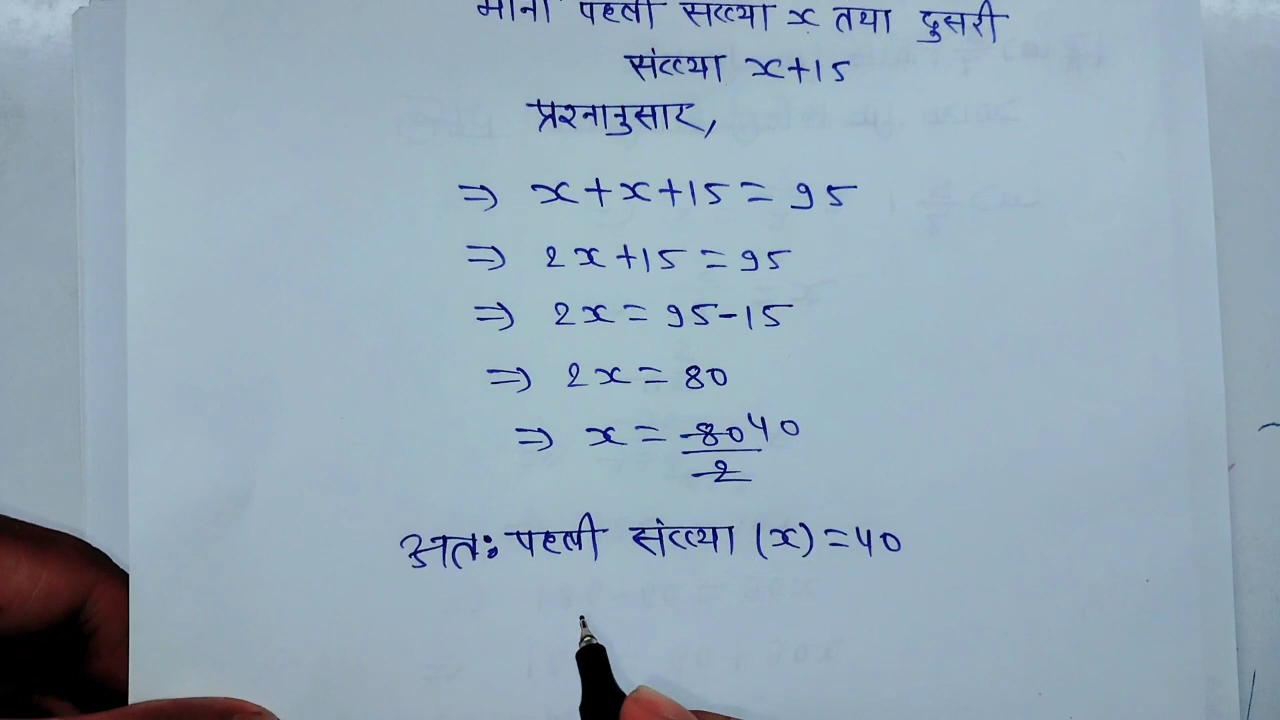 माना पहली संख्या x तथा दुसरी
संख्या x+15
प्रश्नानुसार,
⇒ x+x+15=95
⇒ 2x+15=95
⇒ 2x=95-15
⇒ 2x=80
⇒ x=80/2 40
अतः पहली संख्या (x)=40